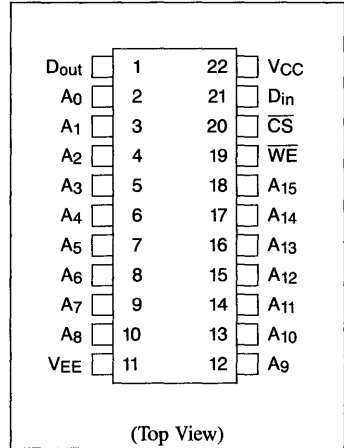 Dout 1 22 VCC
A0 2 21 Din
A1 3 20 C̅S̅
A2 4 19 W̅E̅
A3 5 18 A15
A4 6 17 A14
A5 7 16 A13
A6 8 15 A12
A7 9 14 A11
A8 10 13 A10
VEE 11 12 A9
(Top View)